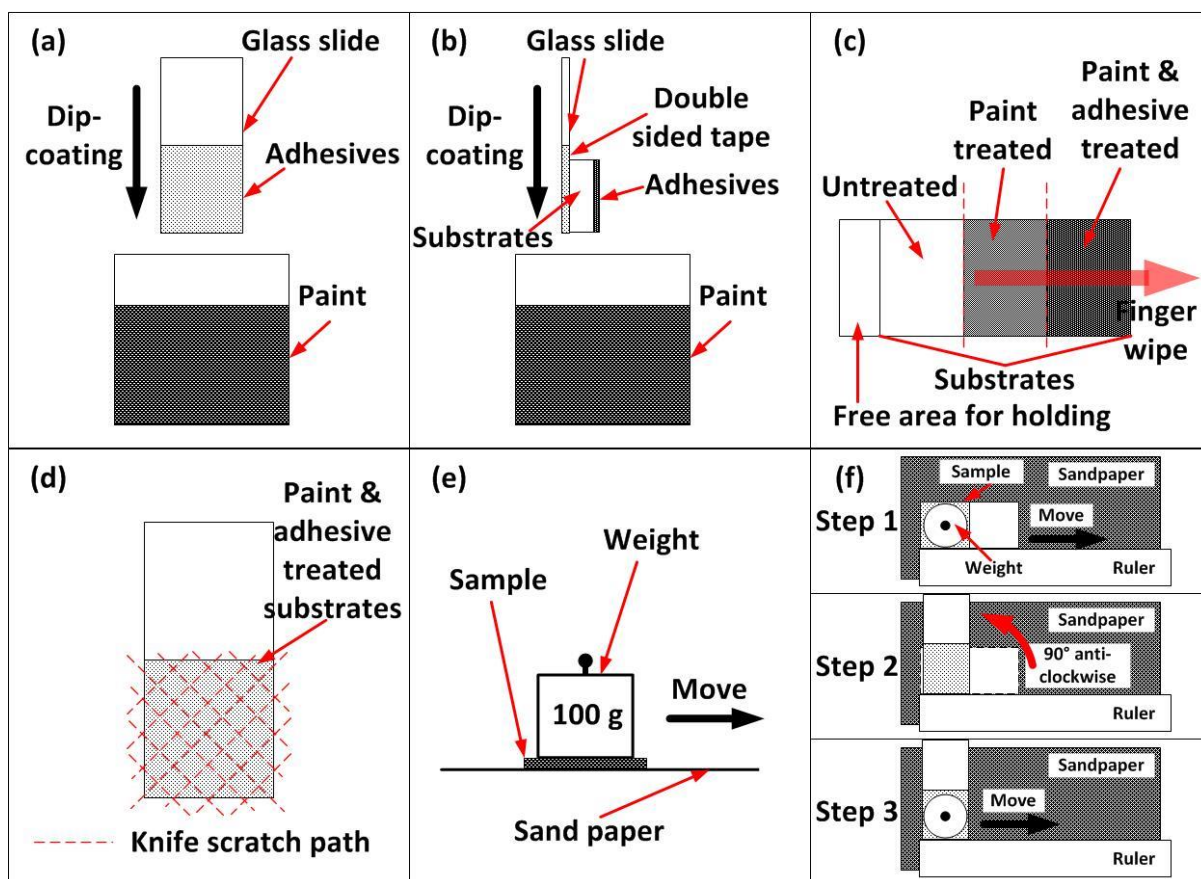 (a)
Glass slide
Dip-
coating
Adhesives
Paint
(b)
Glass slide
Double
sided tape
Dip-
coating
Adhesives
Substrates
Paint
(c)
Paint &
adhesive
treated
Paint
treated
Untreated
Finger
wipe
Substrates
Free area for holding
(d)
Paint &
adhesive
treated
substrates
Knife scratch path
(e)
Weight
Sample
100 g
Move
Sand paper
(f)
Sample
Sandpaper
Step 1
Move
Weight
Ruler
Sandpaper
Step 2
90° anti-
clockwise
Ruler
Sandpaper
Step 3
Move
Ruler